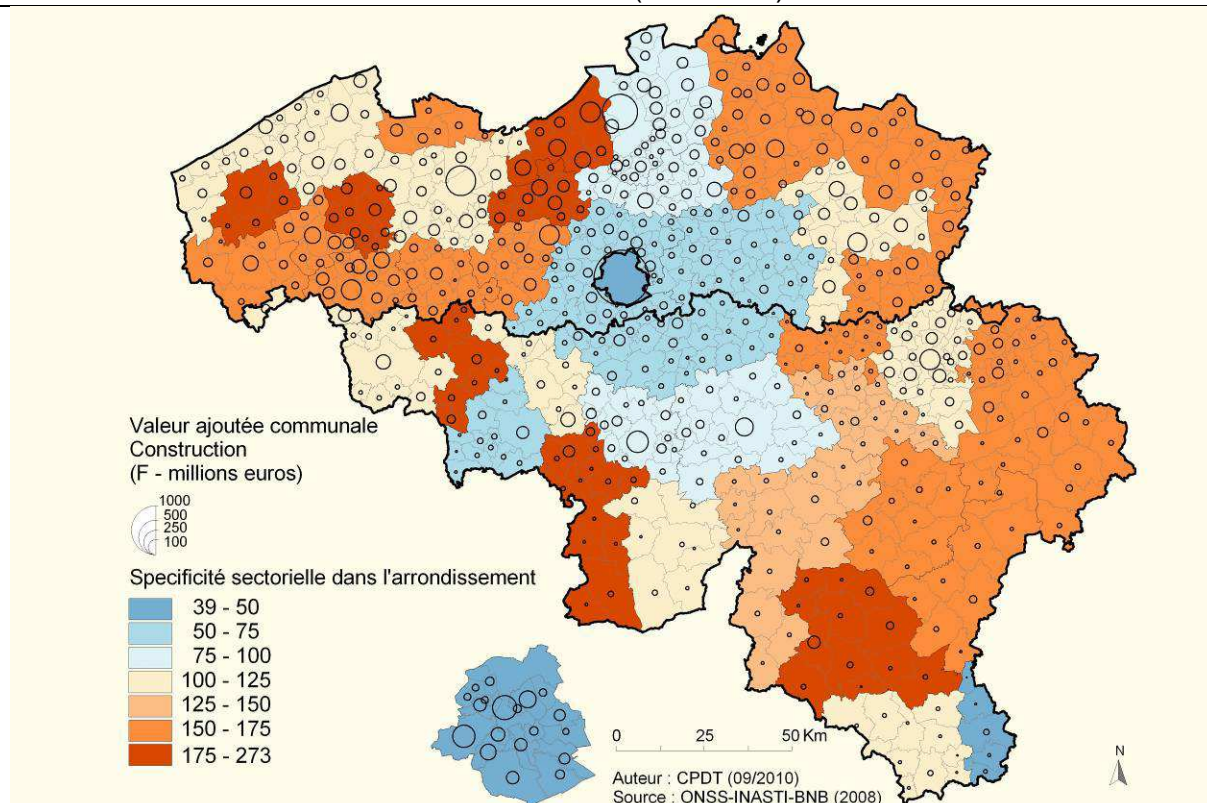 Valeur ajoutée communale
Construction
(F - millions euros)
1000
500
250
100
Specificité sectorielle dans l'arrondissement
39 - 50
50 - 75
75 - 100
100 - 125
125 - 150
150 - 175
175 - 273
0 25 50 Km
N
Auteur : CPDT (09/2010)
Source : ONSS-INASTI-BNB (2008)